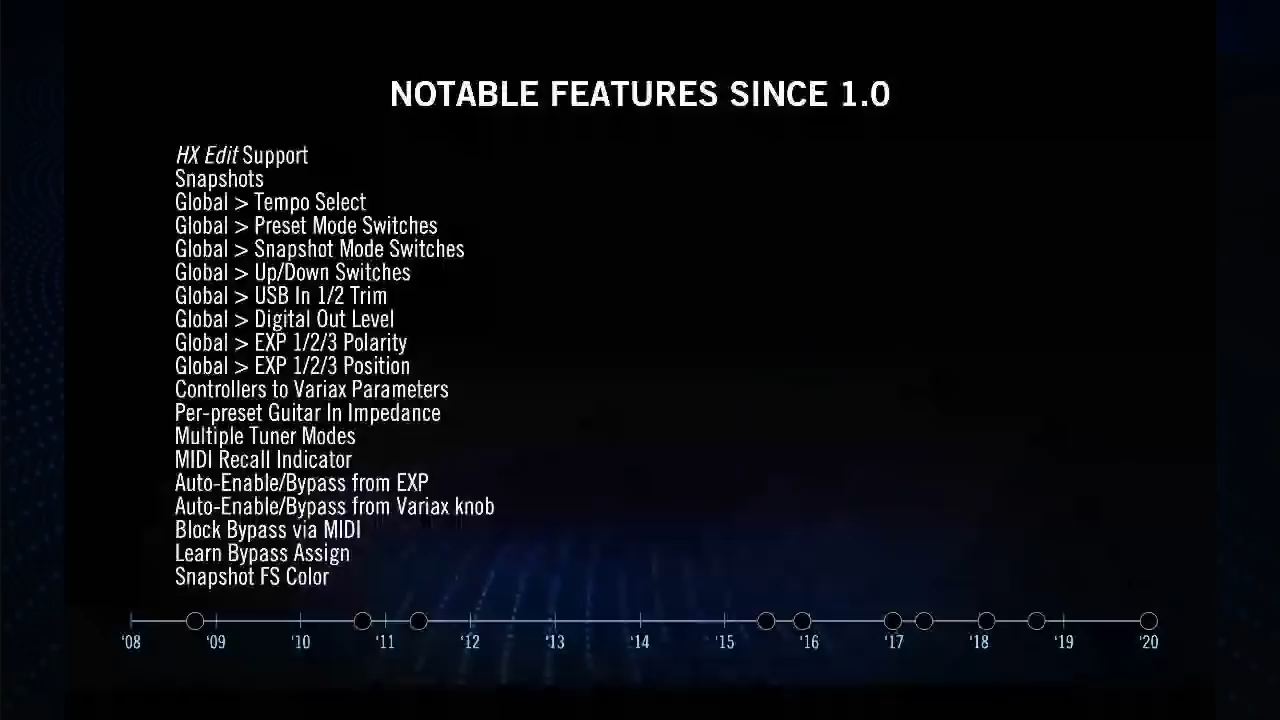 NOTABLE FEATURES SINCE 1.0
HX Edit Support
Snapshots
Global > Tempo Select
Global > Preset Mode Switches
Global > Snapshot Mode Switches
Global > Up/Down Switches
Global > USB In 1/2 Trim
Global > Digital Out Level
Global > EXP 1/2/3 Polarity
Global > EXP 1/2/3 Position
Controllers to Variax Parameters
Per-preset Guitar In Impedance
Multiple Tuner Modes
MIDI Recall Indicator
Auto-Enable/Bypass from EXP
Auto-Enable/Bypass from Variax knob
Block Bypass via MIDI
Learn Bypass Assign
Snapshot FS Color
‘08 ‘09 ‘10 ‘11 ‘12 ‘13 ‘14 ‘15 ‘16 ‘17 ‘18 ‘19 ‘20